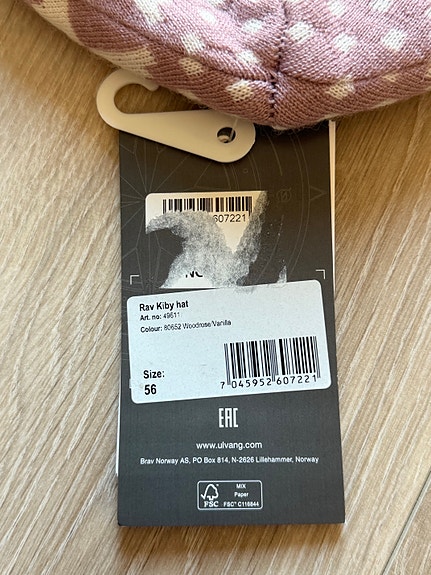 607221
Rav Kiby hat
Art. no: 49611
Colour: 80652 Woodrose/Vanilla
Size:
56
7 045952 607221
EAC
www.ulvang.com
Brav Norway AS, PO Box 814, N-2626 Lillehammer, Norway
FSC
MIX
Paper
FSC™ C116844